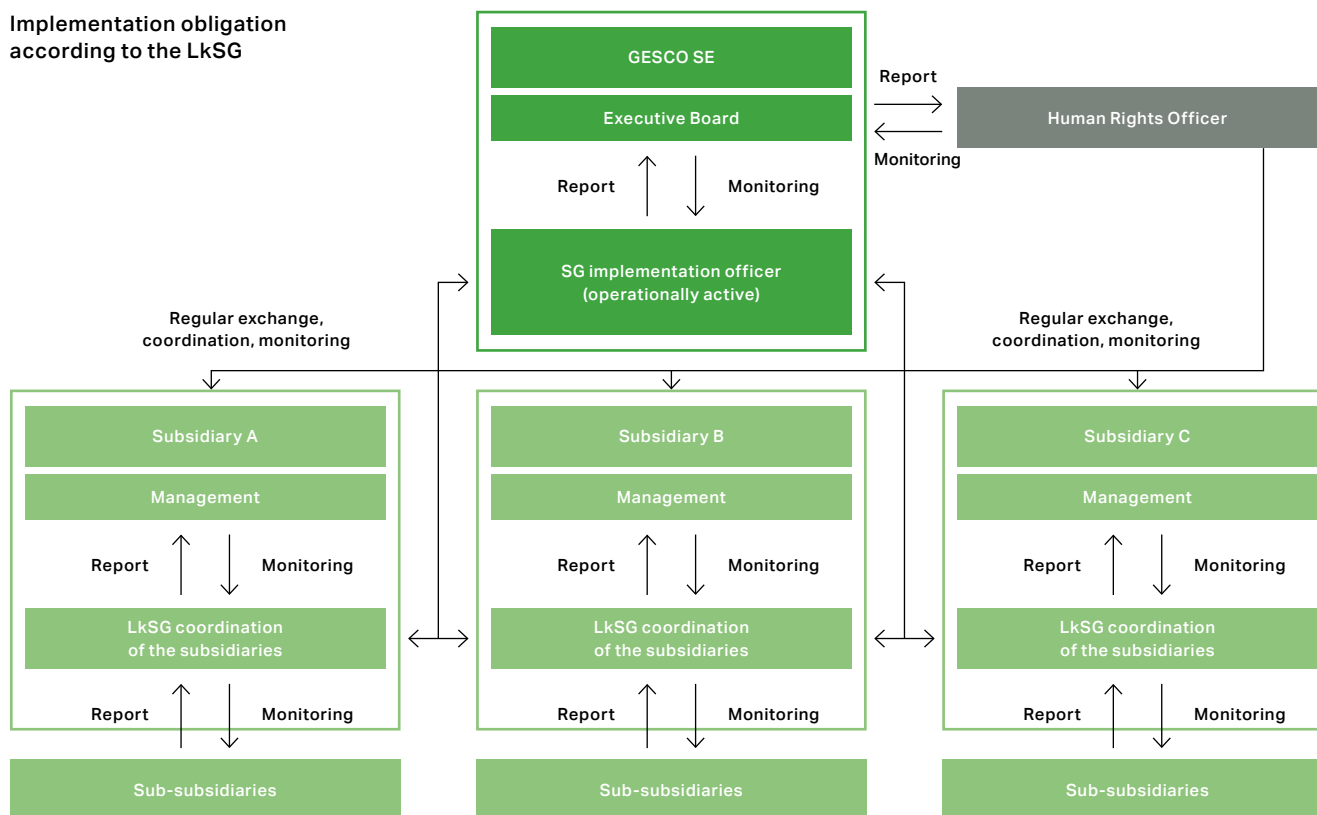 Implementation obligation
according to the LkSG
GESCO SE
Executive Board
Report
Monitoring
Human Rights Officer
Report
Monitoring
SG implementation officer
(operationally active)
Regular exchange,
coordination, monitoring
Regular exchange,
coordination, monitoring
Subsidiary A
Management
Report
Monitoring
LkSG coordination
of the subsidiaries
Report
Monitoring
Sub-subsidiaries
Subsidiary B
Management
Report
Monitoring
LkSG coordination
of the subsidiaries
Report
Monitoring
Sub-subsidiaries
Subsidiary C
Management
Report
Monitoring
LkSG coordination
of the subsidiaries
Report
Monitoring
Sub-subsidiaries